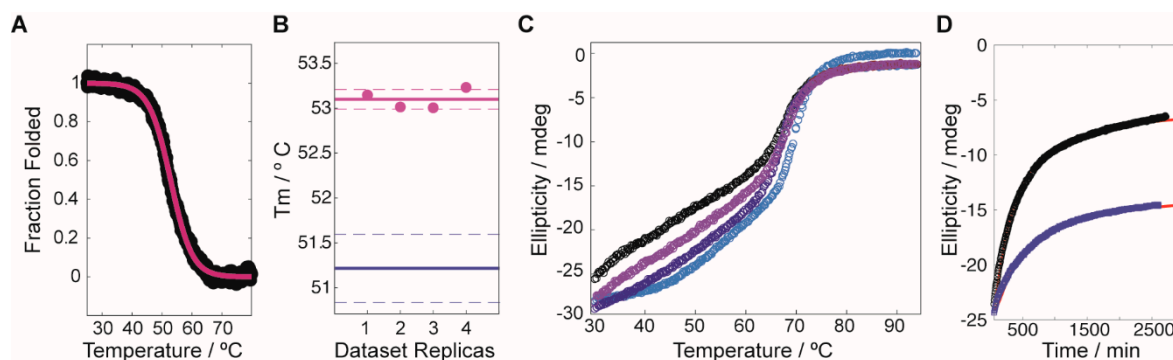 A
Fraction Folded
1
0.8
0.6
0.4
0.2
0
30 40 50 60 70
Temperature / ºC
B
Tm / º C
53.5
53
52.5
52
51.5
51
1 2 3 4
Dataset Replicas
C
Ellipticity / mdeg
0
-5
-10
-15
-20
-25
-30
30 40 50 60 70 80 90
Temperature / ºC
D
Ellipticity / mdeg
0
-5
-10
-15
-20
-25
500 1500 2500
Time / min